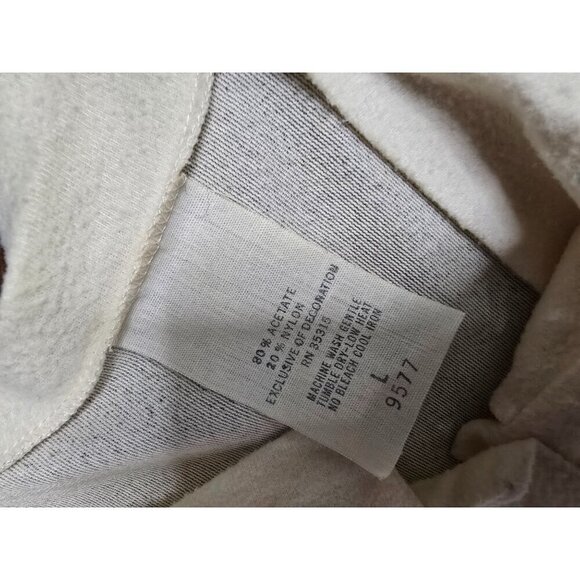 80% ACETATE
20% NYLON
EXCLUSIVE OF DECORATION
RN 35315
MACHINE WASH GENTLE
TUMBLE DRY-LOW HEAT
NO BLEACH COOL IRON
L
9577